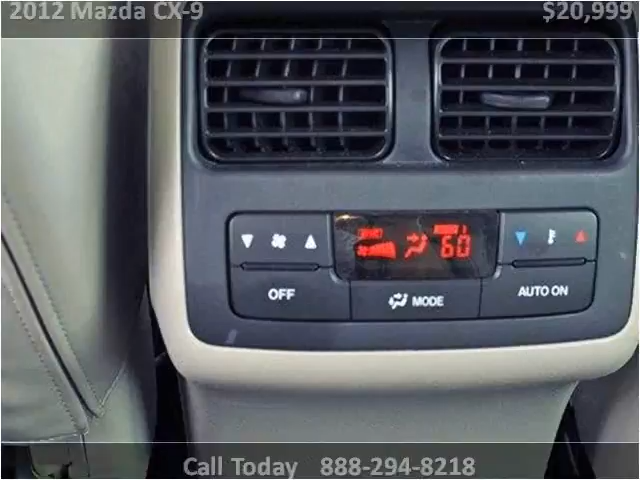 2012 Mazda CX-9 $20,999
60
OFF MODE AUTO ON
Call Today 888-294-8218